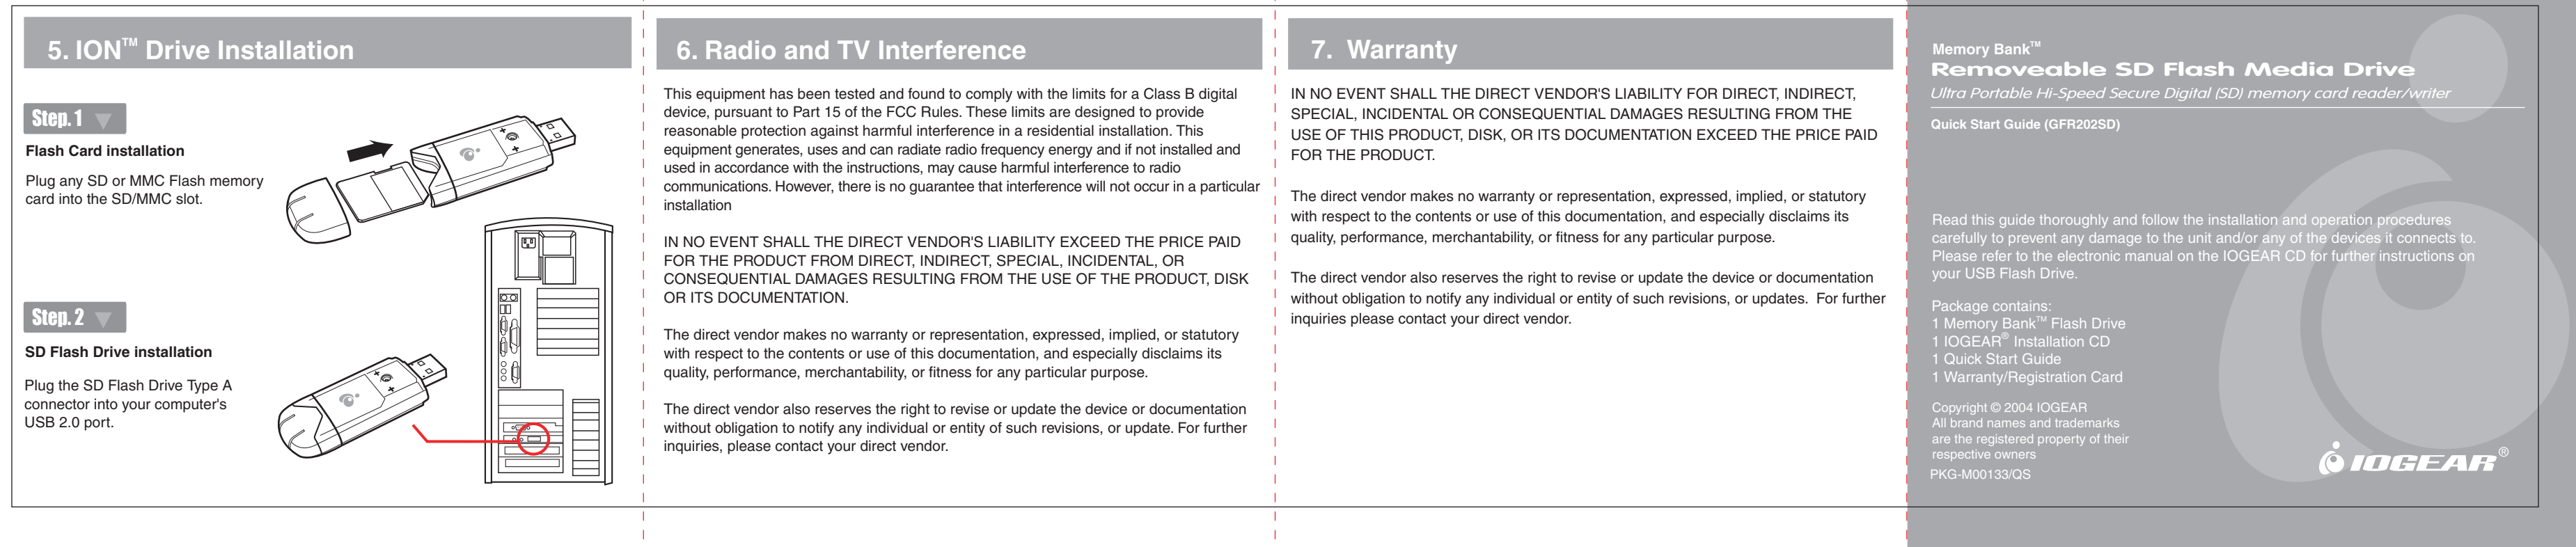 5. ION™ Drive Installation
Step. 1
Flash Card installation
Plug any SD or MMC Flash memory
card into the SD/MMC slot.
Step. 2
SD Flash Drive installation
Plug the SD Flash Drive Type A
connector into your computer's
USB 2.0 port.
6. Radio and TV Interference
This equipment has been tested and found to comply with the limits for a Class B digital
device, pursuant to Part 15 of the FCC Rules. These limits are designed to provide
reasonable protection against harmful interference in a residential installation. This
equipment generates, uses and can radiate radio frequency energy and if not installed and
used in accordance with the instructions, may cause harmful interference to radio
communications. However, there is no guarantee that interference will not occur in a particular
installation
IN NO EVENT SHALL THE DIRECT VENDOR'S LIABILITY EXCEED THE PRICE PAID
FOR THE PRODUCT FROM DIRECT, INDIRECT, SPECIAL, INCIDENTAL, OR
CONSEQUENTIAL DAMAGES RESULTING FROM THE USE OF THE PRODUCT, DISK
OR ITS DOCUMENTATION.
The direct vendor makes no warranty or representation, expressed, implied, or statutory
with respect to the contents or use of this documentation, and especially disclaims its
quality, performance, merchantability, or fitness for any particular purpose.
The direct vendor also reserves the right to revise or update the device or documentation
without obligation to notify any individual or entity of such revisions, or update. For further
inquiries, please contact your direct vendor.
7. Warranty
IN NO EVENT SHALL THE DIRECT VENDOR'S LIABILITY FOR DIRECT, INDIRECT,
SPECIAL, INCIDENTAL OR CONSEQUENTIAL DAMAGES RESULTING FROM THE
USE OF THIS PRODUCT, DISK, OR ITS DOCUMENTATION EXCEED THE PRICE PAID
FOR THE PRODUCT.
The direct vendor makes no warranty or representation, expressed, implied, or statutory
with respect to the contents or use of this documentation, and especially disclaims its
quality, performance, merchantability, or fitness for any particular purpose.
The direct vendor also reserves the right to revise or update the device or documentation
without obligation to notify any individual or entity of such revisions, or updates. For further
inquiries please contact your direct vendor.
Memory Bank™
Removeable SD Flash Media Drive
Ultra Portable Hi-Speed Secure Digital (SD) memory card reader/writer
Quick Start Guide (GFR202SD)
Read this guide thoroughly and follow the installation and operation procedures
carefully to prevent any damage to the unit and/or any of the devices it connects to.
Please refer to the electronic manual on the IOGEAR CD for further instructions on
your USB Flash Drive.
Package contains:
1 Memory Bank™ Flash Drive
1 IOGEAR® Installation CD
1 Quick Start Guide
1 Warranty/Registration Card
Copyright © 2004 IOGEAR
All brand names and trademarks
are the registered property of their
respective owners
PKG-M00133/QS
IOGEAR®